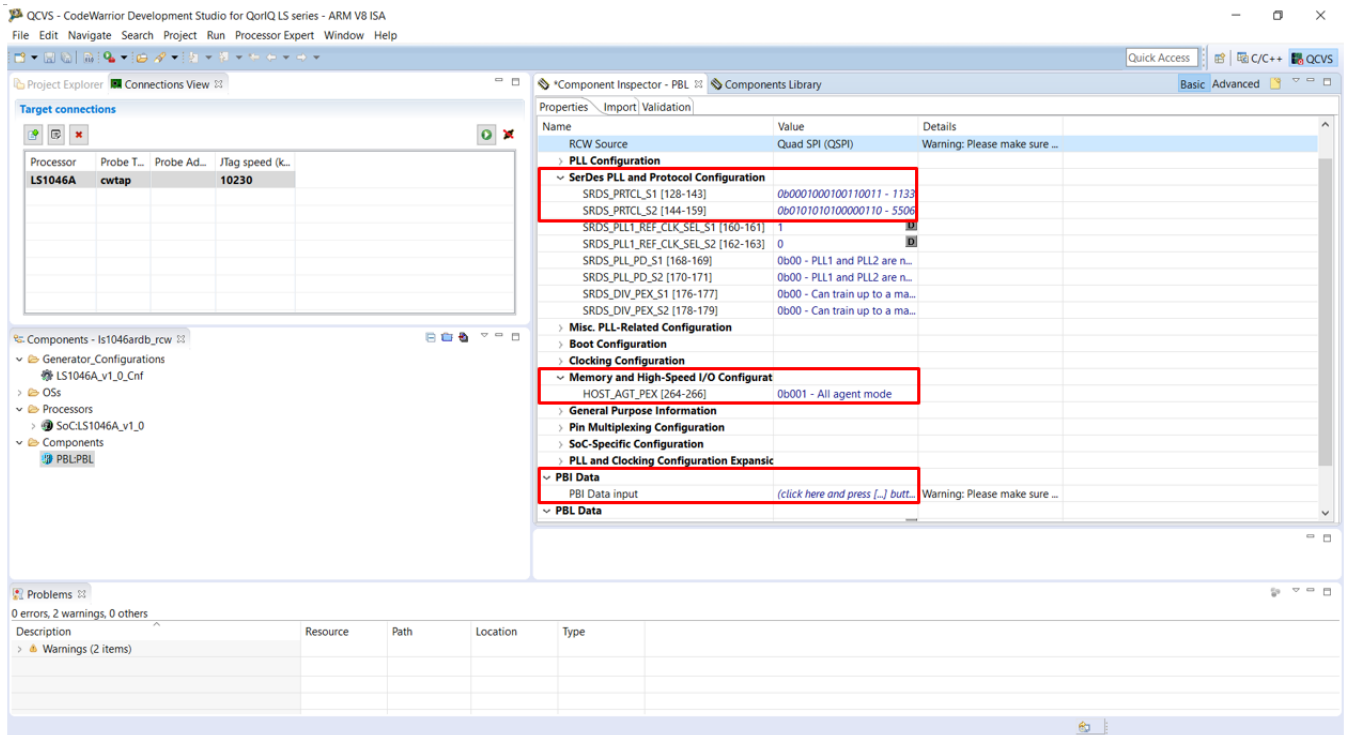 QCVS - CodeWarrior Development Studio for QorIQ LS series - ARM V8 ISA
File Edit Navigate Search Project Run Processor Expert Window Help
Quick Access C/C++ QCVS
Project Explorer Connections View
Target connections
Processor Probe T... Probe Ad... JTag speed (k...
LS1046A cwtap 10230
Components - ls1046ardb_rcw
Generator_Configurations
LS1046A_v1_0_Cnf
OSs
Processors
SoC:LS1046A_v1_0
Components
PBL:PBL
*Component Inspector - PBL Components Library Basic Advanced
Properties Import Validation
Name Value Details
RCW Source Quad SPI (QSPI) Warning: Please make sure ...
PLL Configuration
SerDes PLL and Protocol Configuration
SRDS_PRTCL_S1 [128-143] 0b0001000100110011 - 1133
SRDS_PRTCL_S2 [144-159] 0b0101010100000110 - 5506
SRDS_PLL1_REF_CLK_SEL_S1 [160-161] 1 D
SRDS_PLL1_REF_CLK_SEL_S2 [162-163] 0 D
SRDS_PLL_PD_S1 [168-169] 0b00 - PLL1 and PLL2 are n...
SRDS_PLL_PD_S2 [170-171] 0b00 - PLL1 and PLL2 are n...
SRDS_DIV_PEX_S1 [176-177] 0b00 - Can train up to a ma...
SRDS_DIV_PEX_S2 [178-179] 0b00 - Can train up to a ma...
Misc. PLL-Related Configuration
Boot Configuration
Clocking Configuration
Memory and High-Speed I/O Configurat
HOST_AGT_PEX [264-266] 0b001 - All agent mode
General Purpose Information
Pin Multiplexing Configuration
SoC-Specific Configuration
PLL and Clocking Configuration Expansic
PBI Data
PBI Data input (click here and press [...] butt... Warning: Please make sure ...
PBL Data
Problems
0 errors, 2 warnings, 0 others
Description Resource Path Location Type
Warnings (2 items)